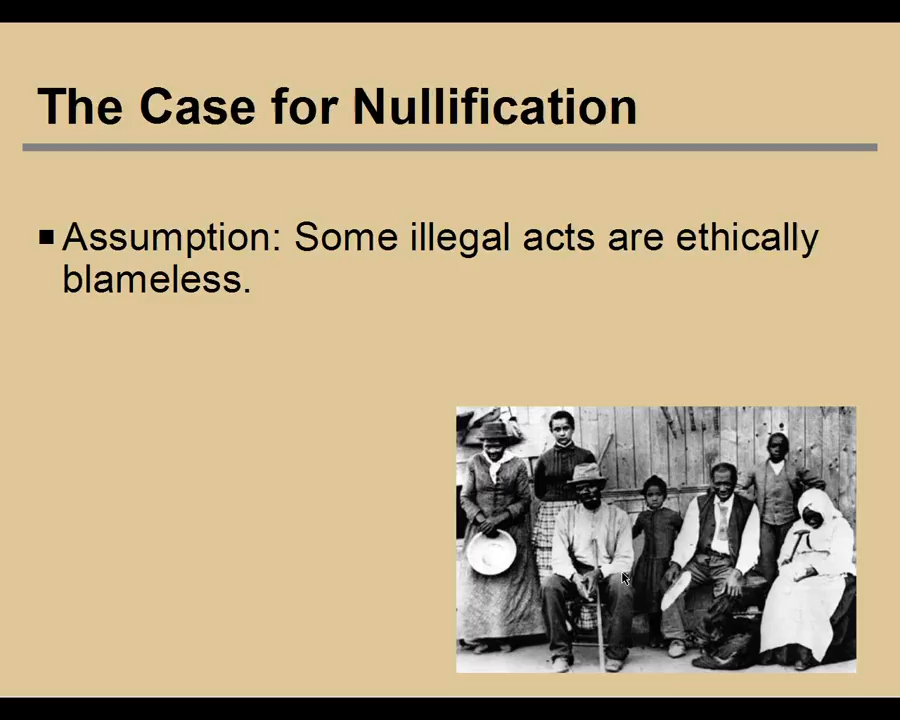 The Case for Nullification
Assumption: Some illegal acts are ethically
blameless.